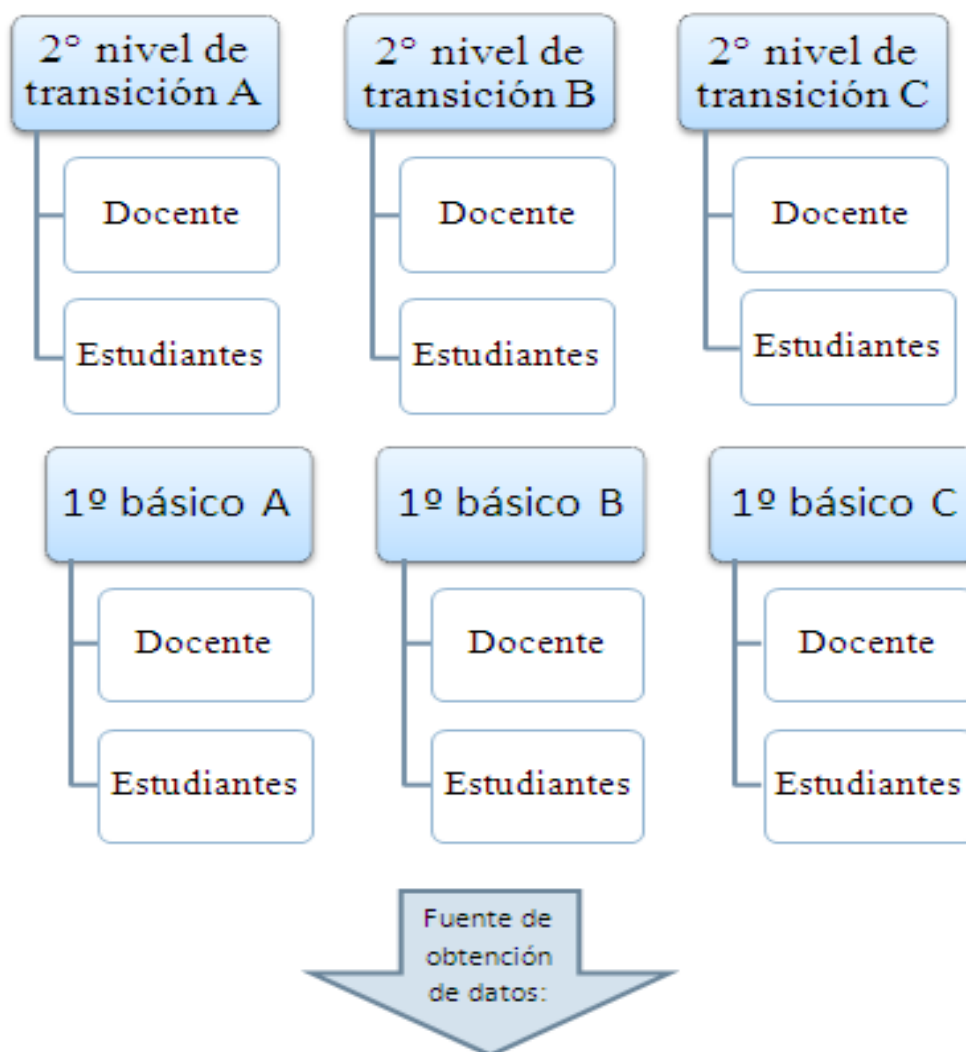 2° nivel de
transición A
2° nivel de
transición B
2° nivel de
transición C
Docente
Docente
Docente
Estudiantes
Estudiantes
Estudiantes
1º básico A
1º básico B
1º básico C
Docente
Docente
Docente
Estudiantes
Estudiantes
Estudiantes
Fuente de
obtención
de datos: